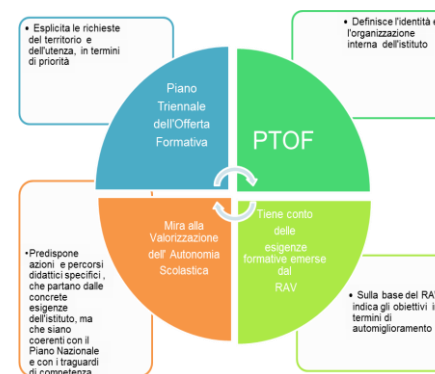 • Esplicita le richieste
del territorio e
dell'utenza, in termini
di priorità
• Definisce l'identità e
l'organizzazione
interna dell'istituto
Piano
Triennale
dell'Offerta
Formativa
PTOF
Mira alla
Valorizzazione
dell' Autonomia
Scolastica
Tiene conto
delle
esigenze
formative emerse
dal
RAV
•Predispone
azioni e percorsi
didattici specifici ,
che partano dalle
concrete
esigenze
dell'istituto, ma
che siano
coerenti con il
Piano Nazionale
e con i traguardi
di competenza
• Sulla base del RAV
indica gli obiettivi in
termini di
automiglioramento